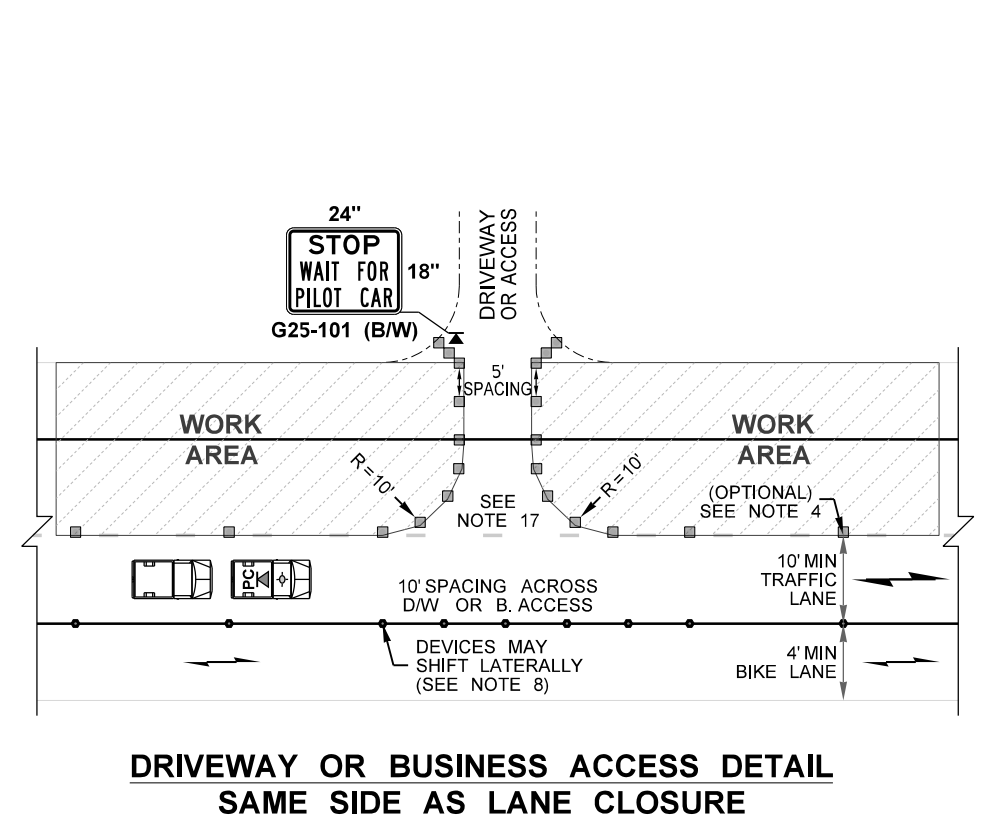 24"
STOP
WAIT FOR
PILOT CAR
18"
G25-101 (B/W)
DRIVEWAY
OR ACCESS
5'
SPACING
WORK
AREA
WORK
AREA
R=10'
R=10'
SEE
NOTE 17
(OPTIONAL)
SEE NOTE 4
PC
10' SPACING ACROSS
D/W OR B. ACCESS
10' MIN
TRAFFIC
LANE
DEVICES MAY
SHIFT LATERALLY
(SEE NOTE 8)
4' MIN
BIKE LANE
DRIVEWAY OR BUSINESS ACCESS DETAIL
SAME SIDE AS LANE CLOSURE